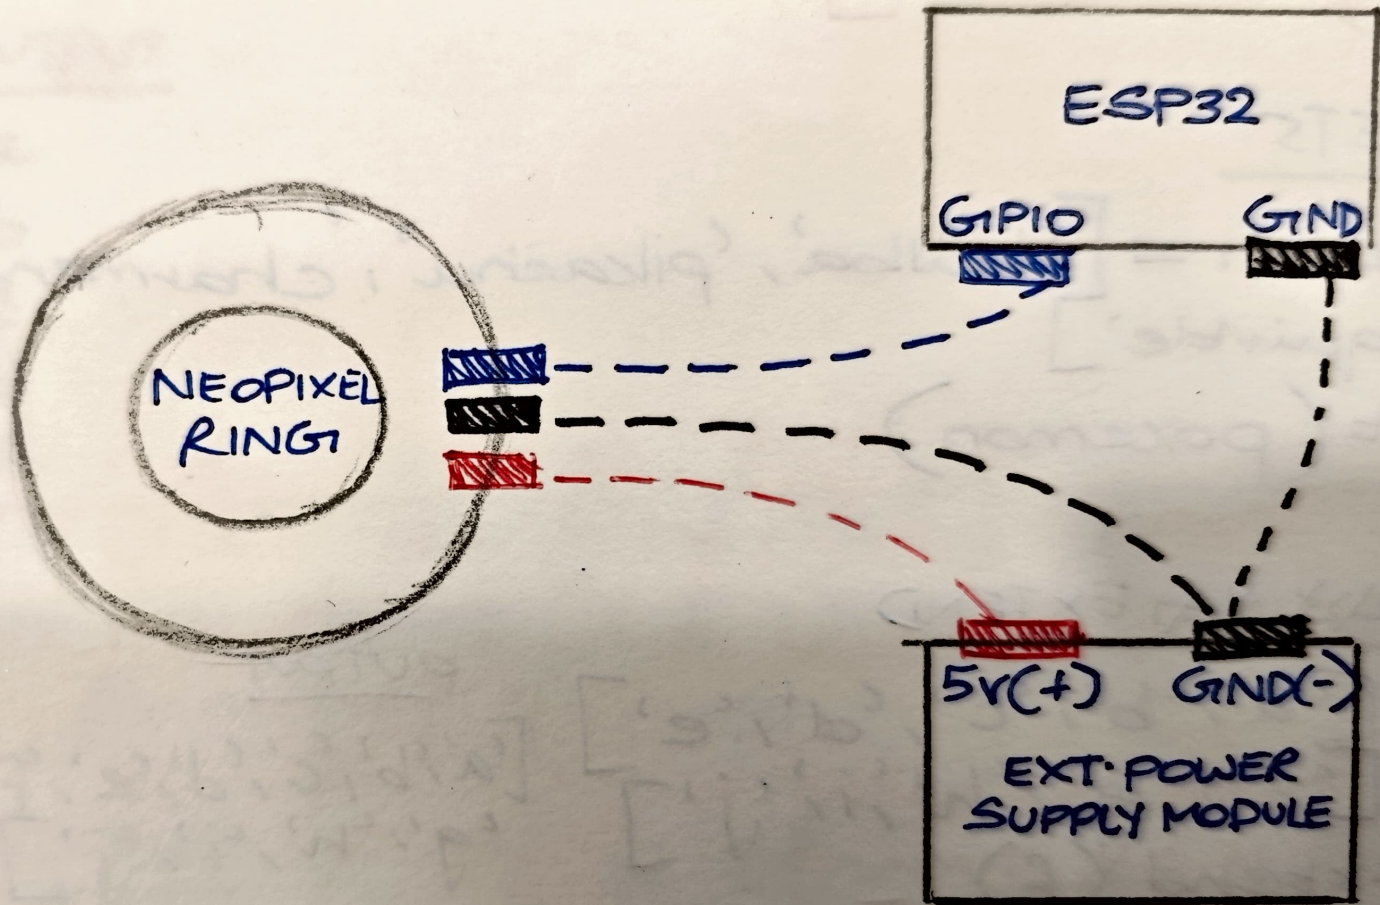 ESP32
GPIO GND
NEOPIXEL
RING
5v(+) GND(-)
EXT. POWER
SUPPLY MODULE